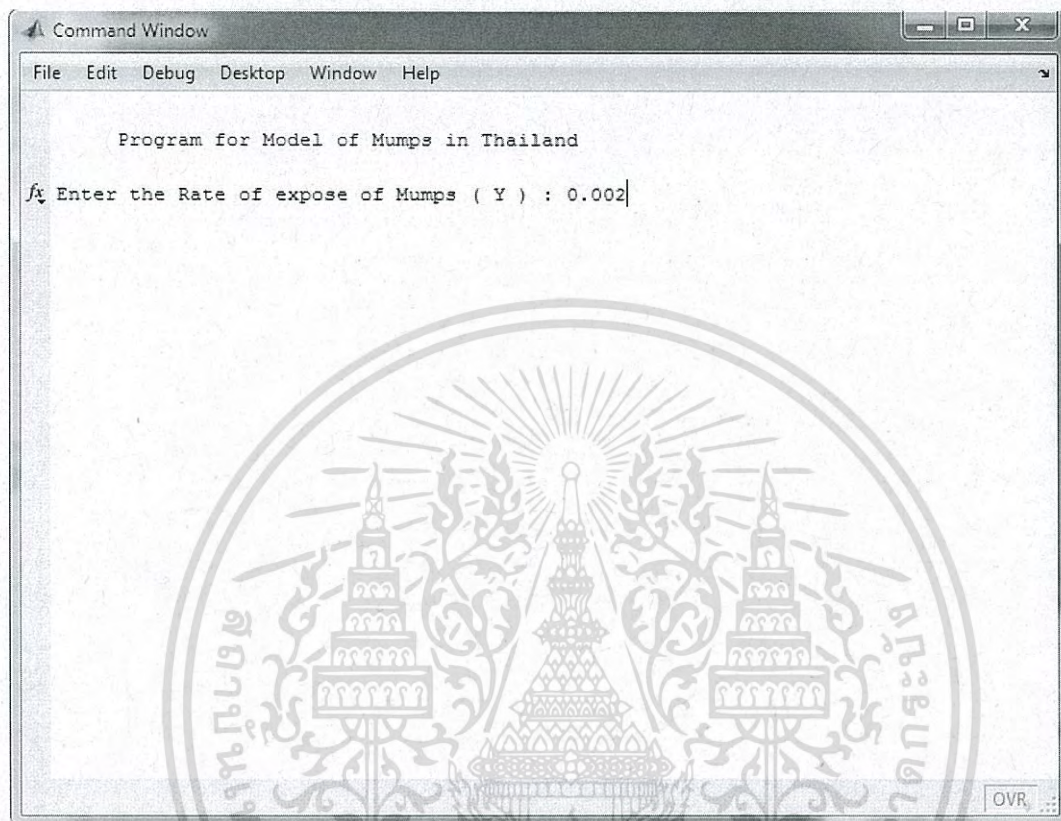 Command Window
File Edit Debug Desktop Window Help
Program for Model of Mumps in Thailand
fx Enter the Rate of expose of Mumps ( Y ) : 0.002
OVR